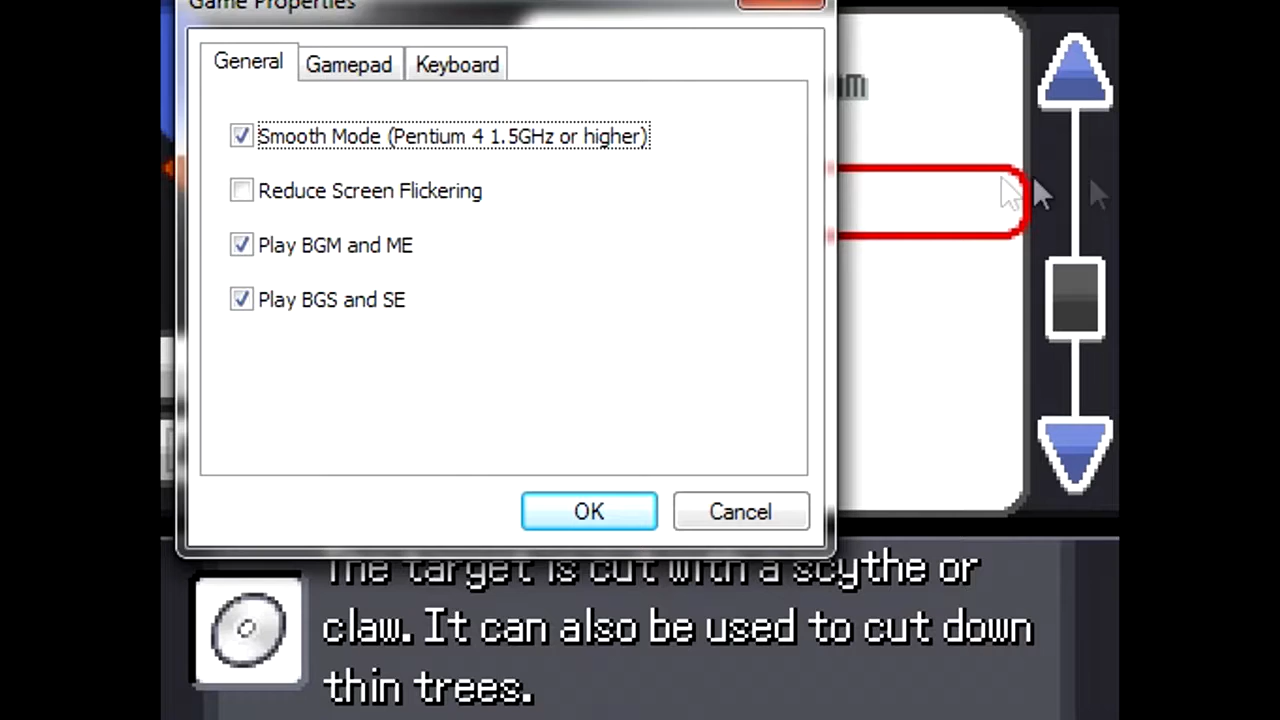 Game Properties
General
Gamepad
Keyboard
Smooth Mode (Pentium 4 1.5GHz or higher)
Reduce Screen Flickering
Play BGM and ME
Play BGS and SE
OK
Cancel
The target is cut with a scythe or
claw. It can also be used to cut down
thin trees.